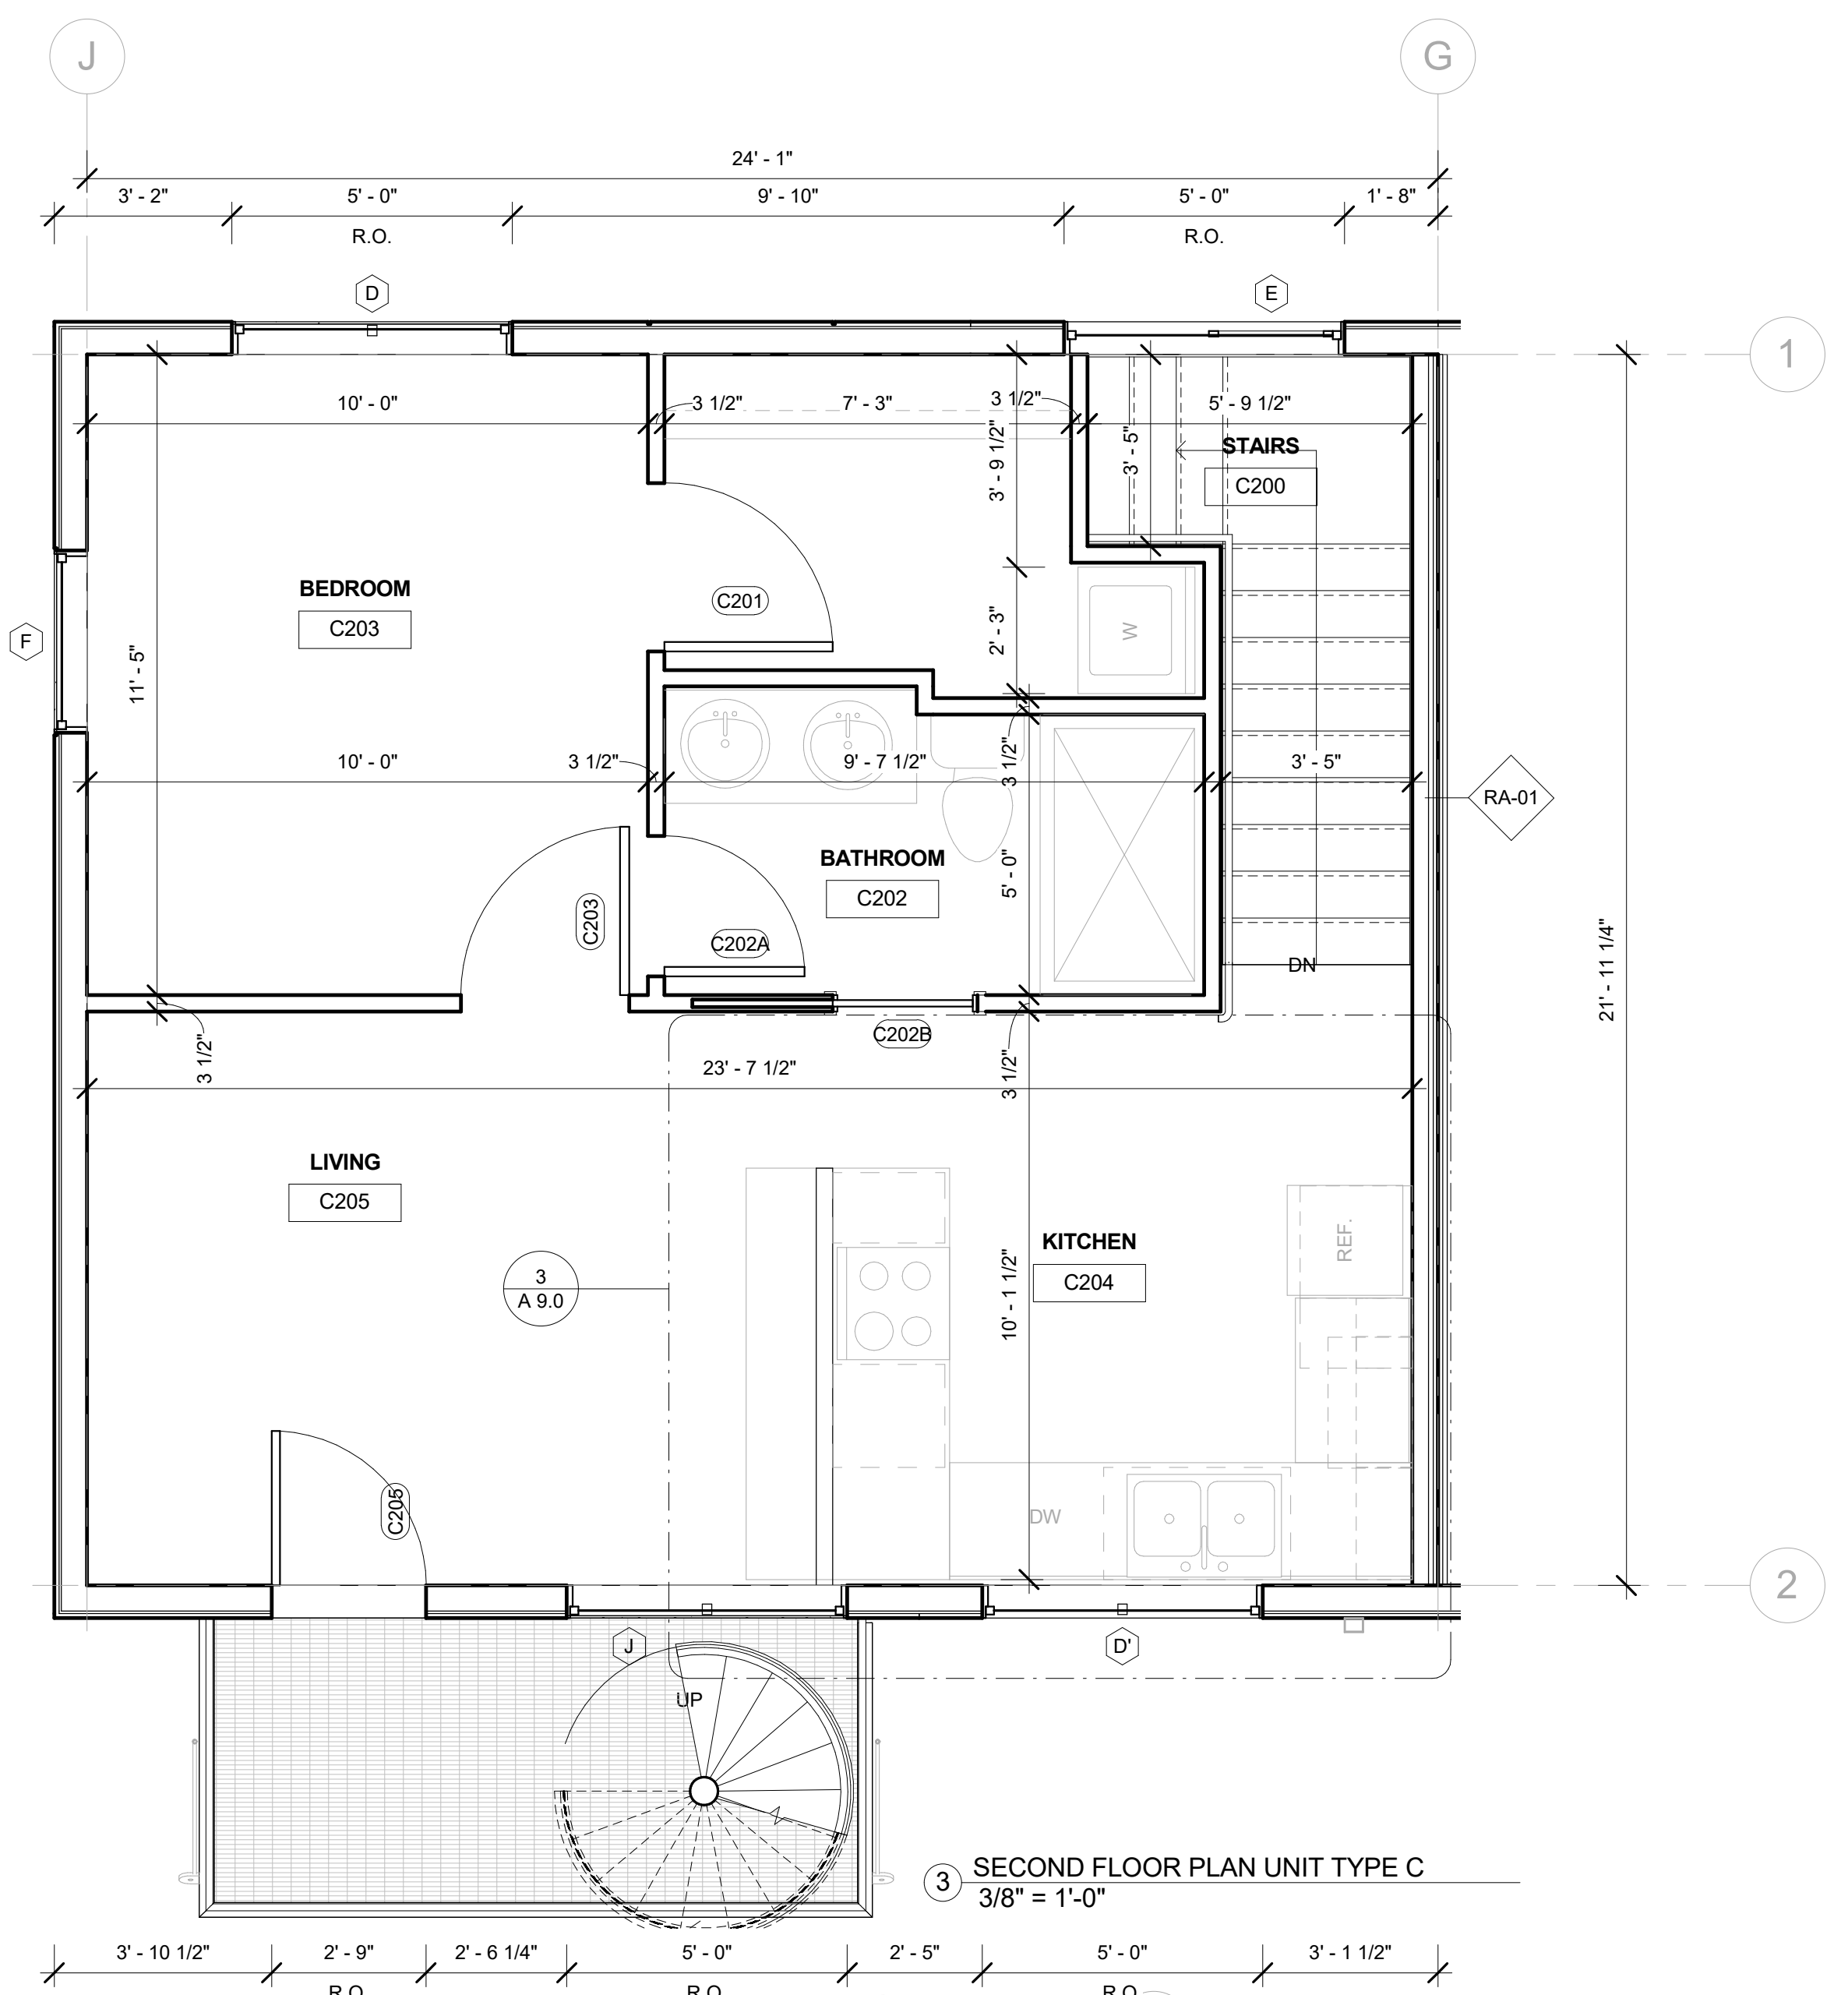 J
G
24' - 1"
3' - 2"
5' - 0"
9' - 10"
5' - 0"
1' - 8"
R.O.
R.O.
D
E
1
10' - 0"
3 1/2"
7' - 3"
3 1/2"
5' - 9 1/2"
3' - 9 1/2"
3' - 5"
STAIRS
C200
BEDROOM
C203
C201
F
11' - 5"
2' - 3"
W
10' - 0"
3 1/2"
9' - 7 1/2"
3 1/2"
3' - 5"
RA-01
BATHROOM
C202
5' - 0"
C203
C202A
DN
21' - 11 1/4"
C202B
3 1/2"
3 1/2"
23' - 7 1/2"
LIVING
C205
KITCHEN
C204
REF.
3
A 9.0
10' - 1 1/2"
C205
DW
2
J
D'
UP
3
SECOND FLOOR PLAN UNIT TYPE C
3/8" = 1'-0"
3' - 10 1/2"
2' - 9"
2' - 6 1/4"
5' - 0"
2' - 5"
5' - 0"
3' - 1 1/2"
R.O.
R.O.
R.O.